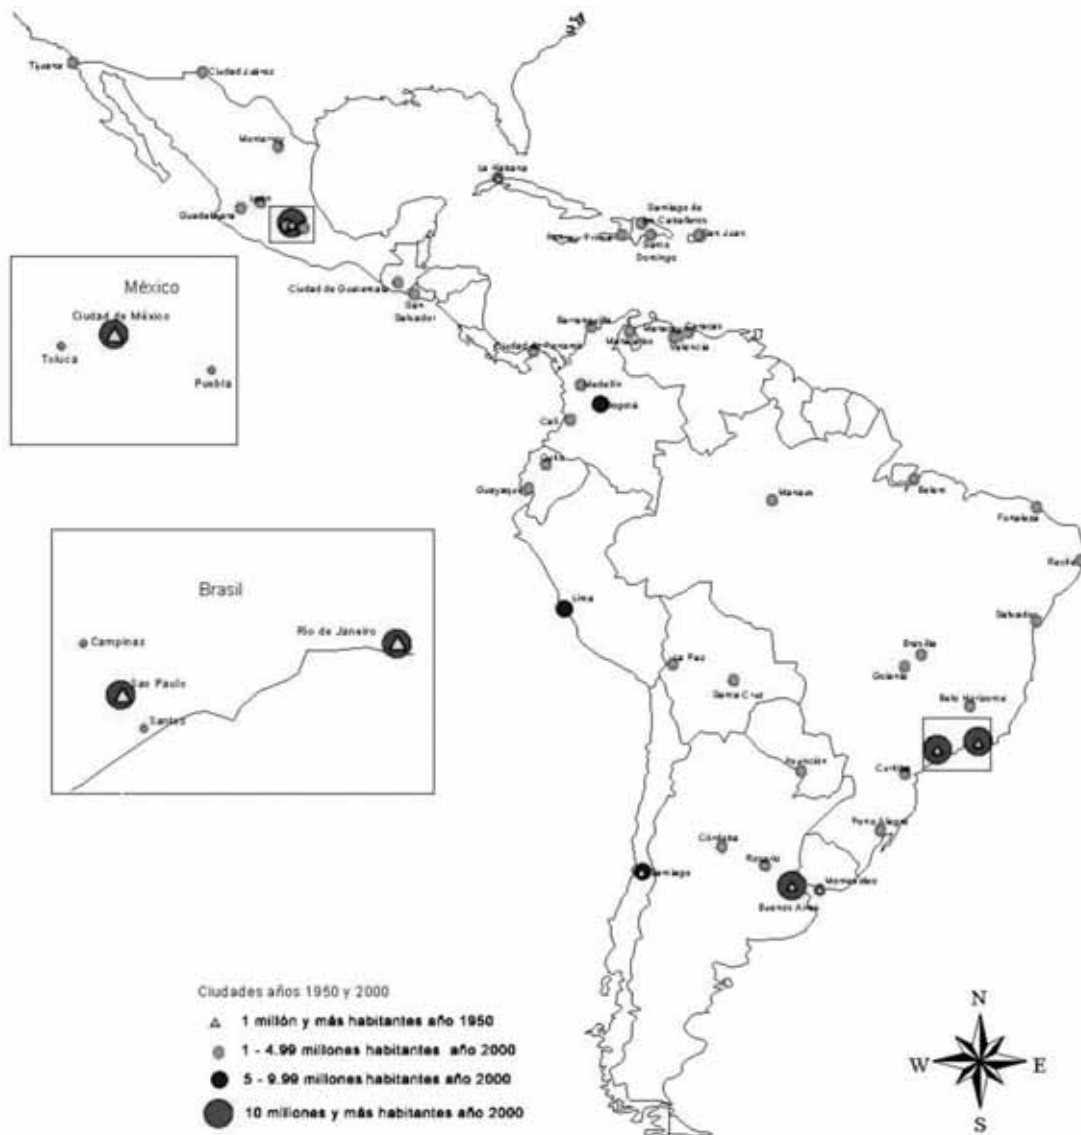 Tijuana
Ciudad Juárez
Monterrey
La Habana
León
Guadalajara
Santiago de
los Caballeros
San Juan
Santo
Domingo
Ciudad de Guatemala
San
Salvador
México
Ciudad de México
Toluca
Puebla
Barranquilla
Caracas
Valencia
Ciudad de Panamá
Medellín
Bogotá
Cali
Quito
Guayaquil
Manaus
Belem
Fortaleza
Recife
Lima
Salvador
Brasil
Campinas
Río de Janeiro
Sao Paulo
Santos
La Paz
Santa Cruz
Brasilia
Goiania
Belo Horizonte
Asunción
Curitiba
Porto Alegre
Córdoba
Rosario
Santiago
Montevideo
Buenos Aires
Ciudades años 1950 y 2000
1 millón y más habitantes año 1950
1 - 4.99 millones habitantes año 2000
5 - 9.99 millones habitantes año 2000
10 millones y más habitantes año 2000
N
W
E
S